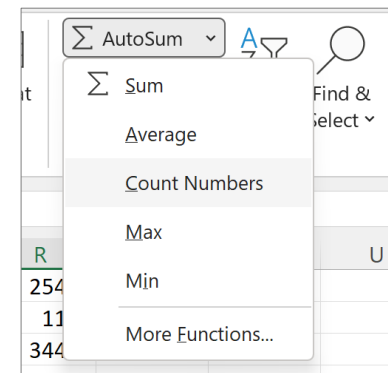 AutoSum
Sum
Average
Count Numbers
Max
Min
More Functions...
Find &
Select
R
U
254
11
344